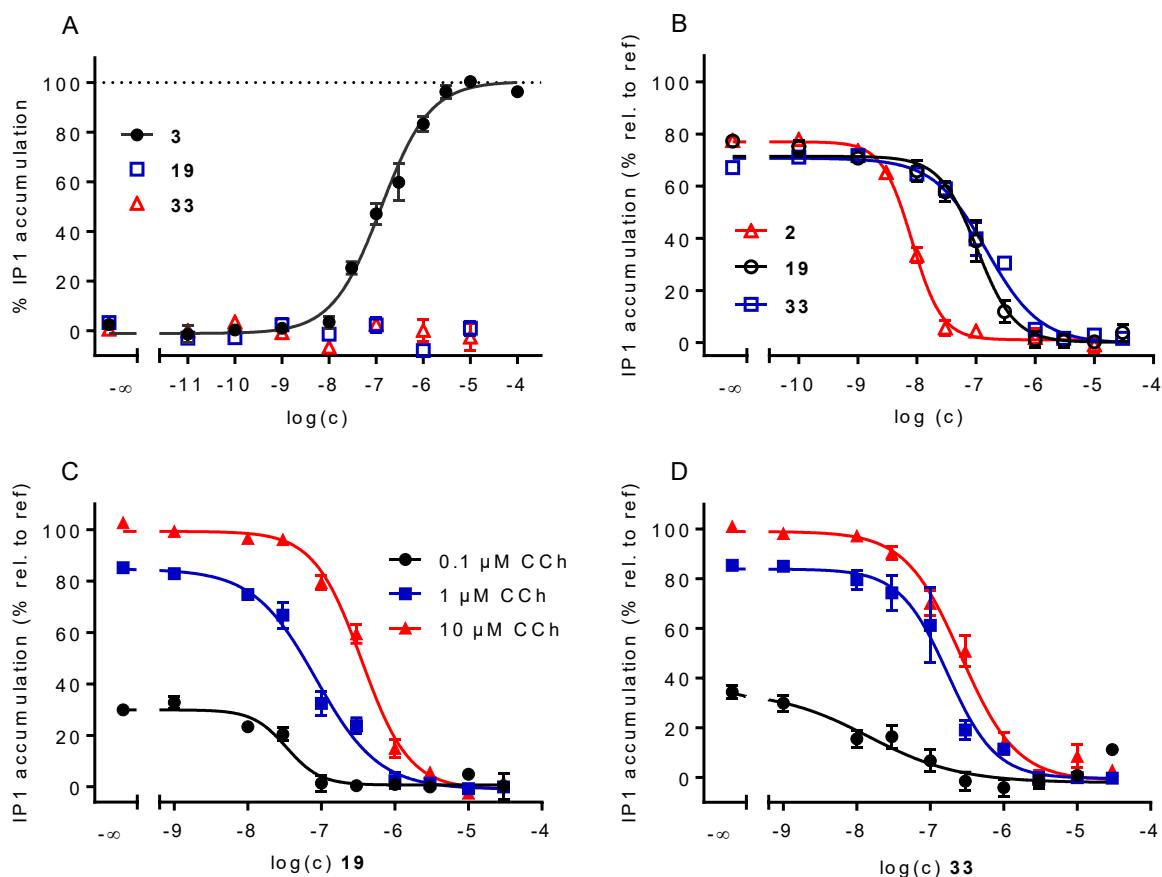 A
% IP1 accumulation
100
80
60
40
20
0
3
19
33
-∞ -11 -10 -9 -8 -7 -6 -5 -4
log(c)
B
IP1 accumulation (% rel. to ref)
100
80
60
40
20
0
2
19
33
-∞ -10 -9 -8 -7 -6 -5 -4
log (c)
C
IP1 accumulation (% rel. to ref)
100
80
60
40
20
0
0.1 µM CCh
1 µM CCh
10 µM CCh
-∞ -9 -8 -7 -6 -5 -4
log(c) 19
D
IP1 accumulation (% rel. to ref)
100
80
60
40
20
0
-∞ -9 -8 -7 -6 -5 -4
log(c) 33